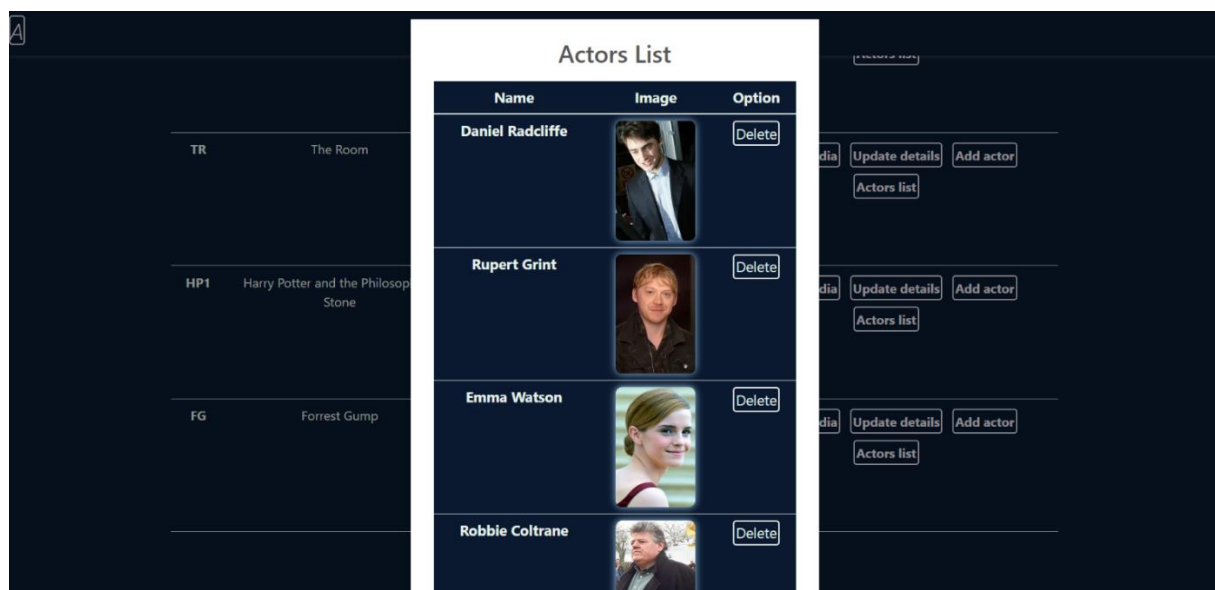 A
Actors List
Actors list
Name Image Option
Daniel Radcliffe Delete
TR The Room dia Update details Add actor
Actors list
Rupert Grint Delete
HP1 Harry Potter and the Philosop dia Update details Add actor
Stone Actors list
Emma Watson Delete
FG Forrest Gump dia Update details Add actor
Actors list
Robbie Coltrane Delete